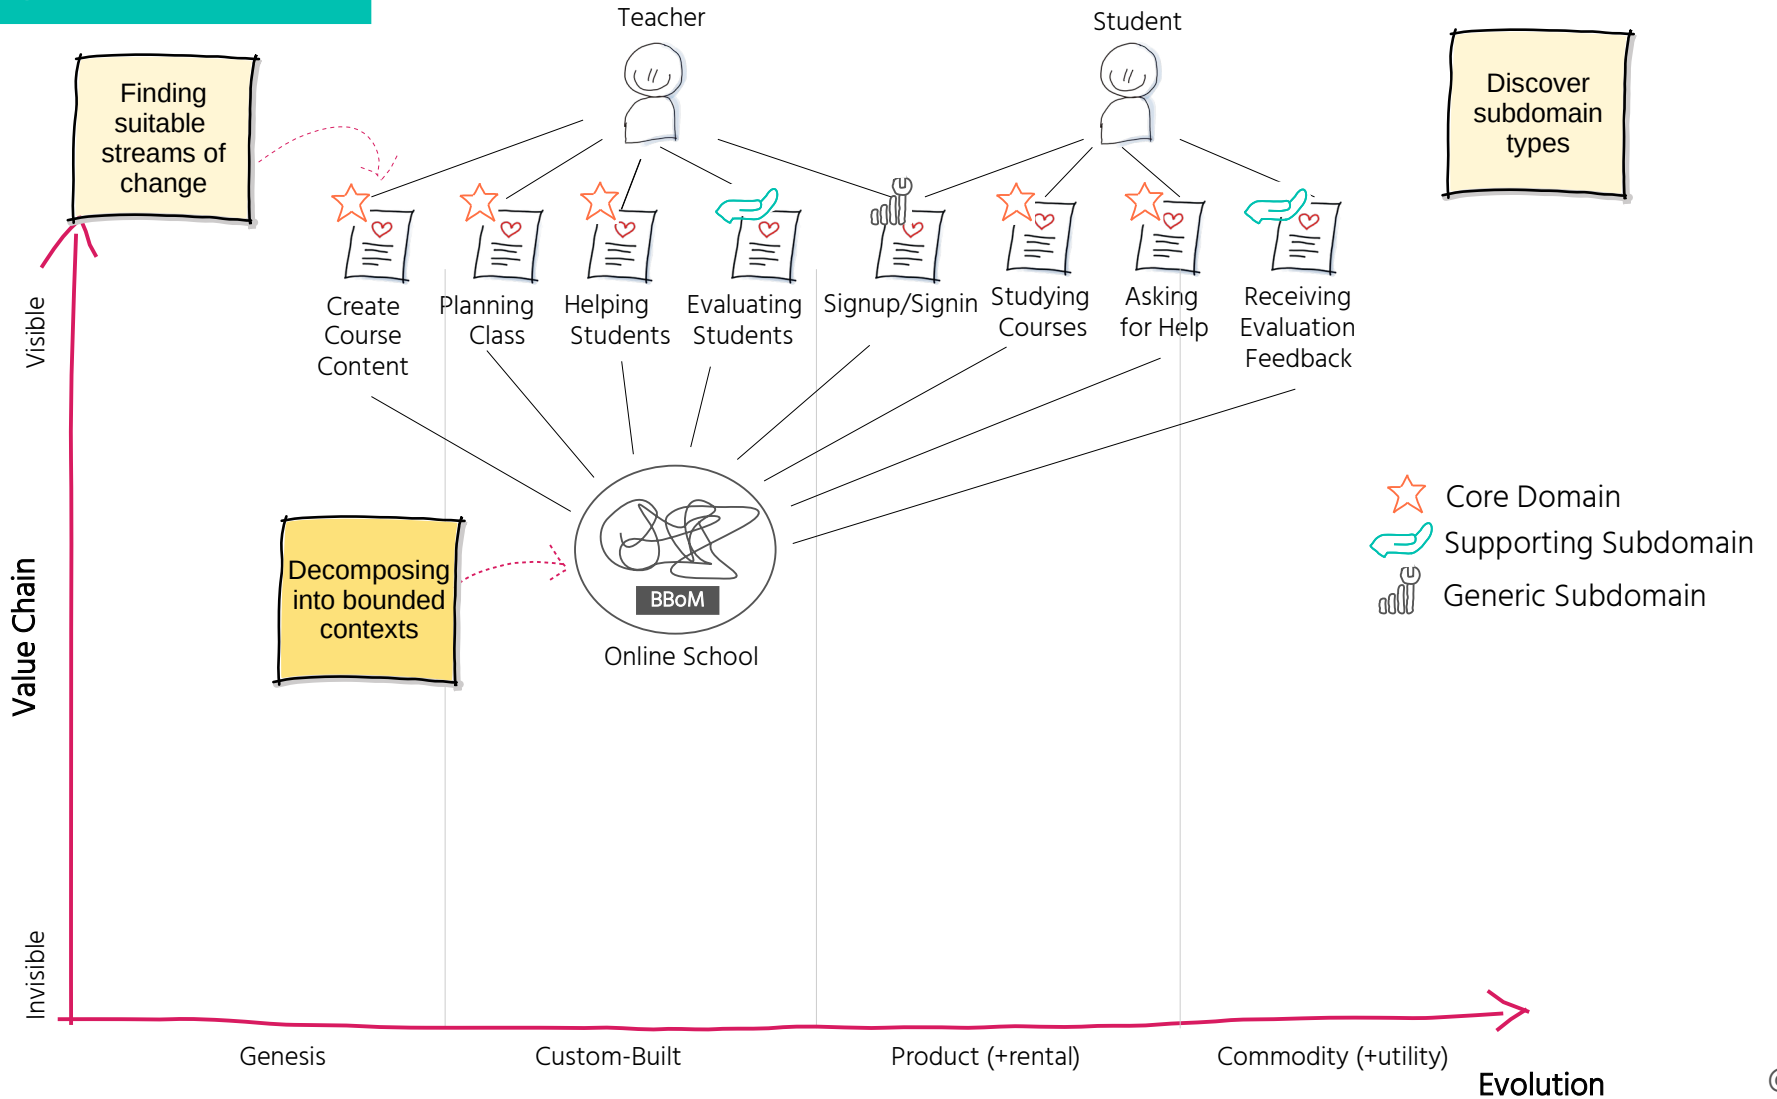 Teacher
Student
Finding
suitable
streams of
change
Discover
subdomain
types
Create
Course
Content
Planning
Class
Helping
Students
Evaluating
Students
Signup/Signin
Studying
Courses
Asking
for Help
Receiving
Evaluation
Feedback
Visible
Value Chain
Invisible
Decomposing
into bounded
contexts
BBoM
Online School
Core Domain
Supporting Subdomain
Generic Subdomain
Genesis
Custom-Built
Product (+rental)
Commodity (+utility)
Evolution